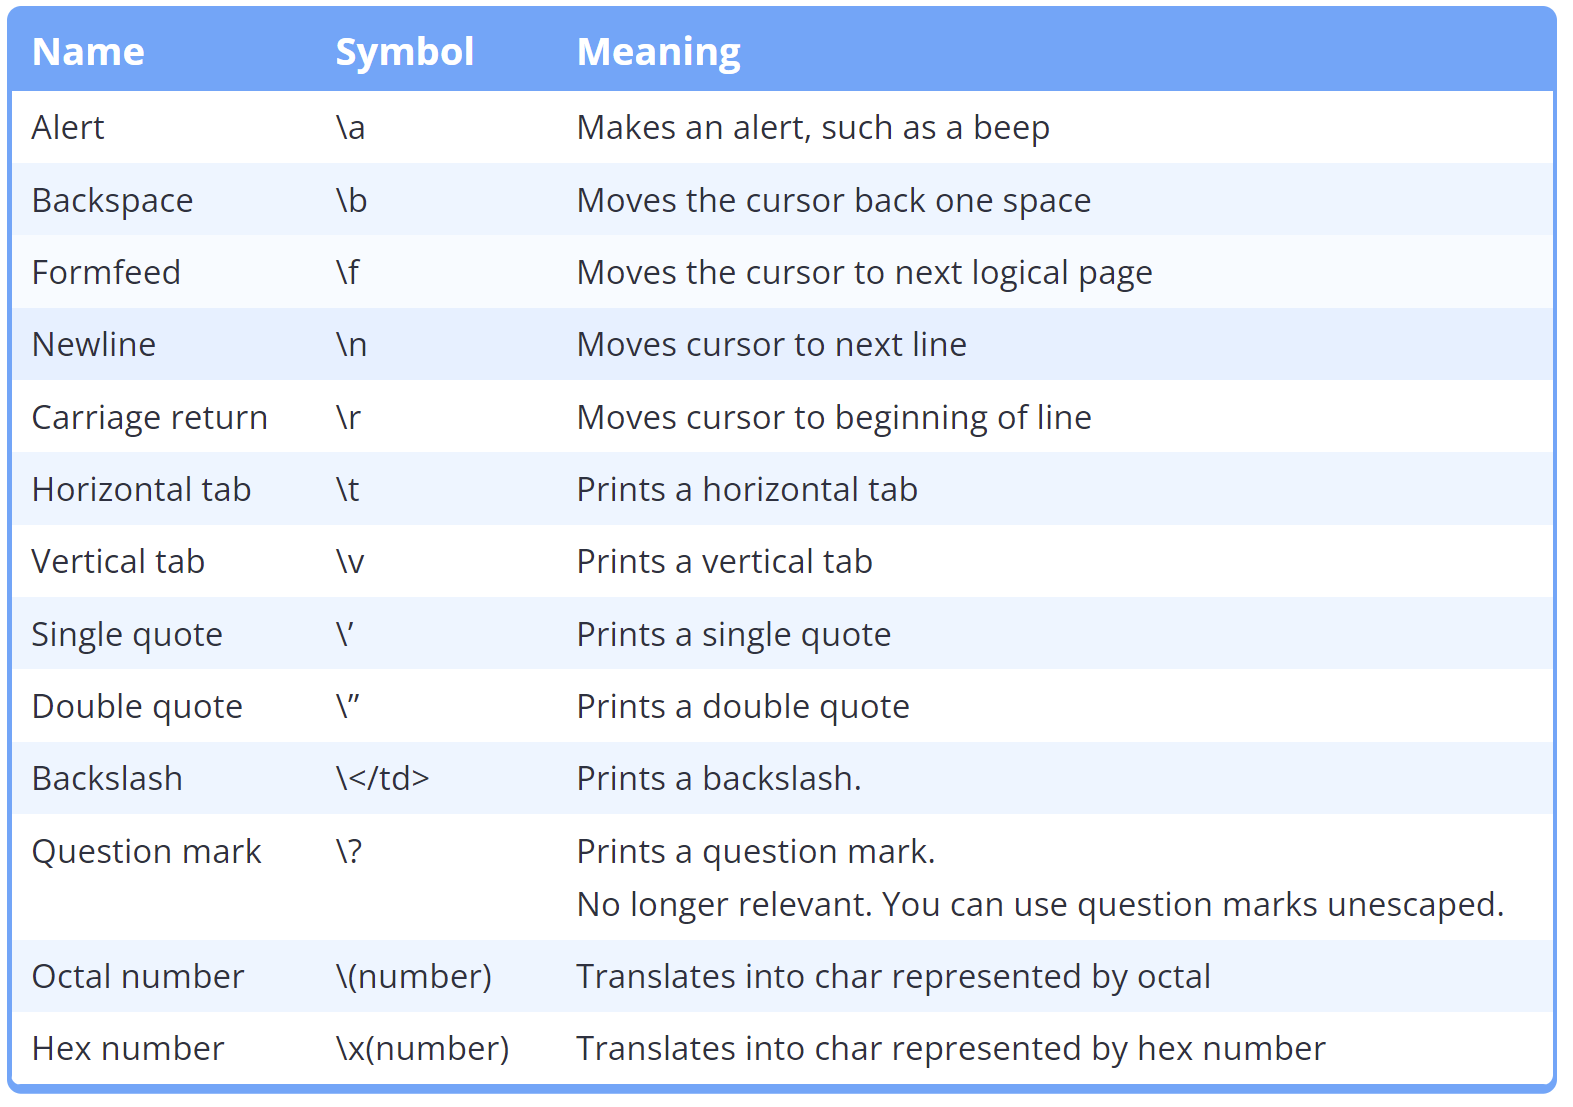 Name Symbol Meaning
Alert \a Makes an alert, such as a beep
Backspace \b Moves the cursor back one space
Formfeed \f Moves the cursor to next logical page
Newline \n Moves cursor to next line
Carriage return \r Moves cursor to beginning of line
Horizontal tab \t Prints a horizontal tab
Vertical tab \v Prints a vertical tab
Single quote \’ Prints a single quote
Double quote \” Prints a double quote
Backslash \</td> Prints a backslash.
Question mark \? Prints a question mark.
No longer relevant. You can use question marks unescaped.
Octal number \(number) Translates into char represented by octal
Hex number \x(number) Translates into char represented by hex number